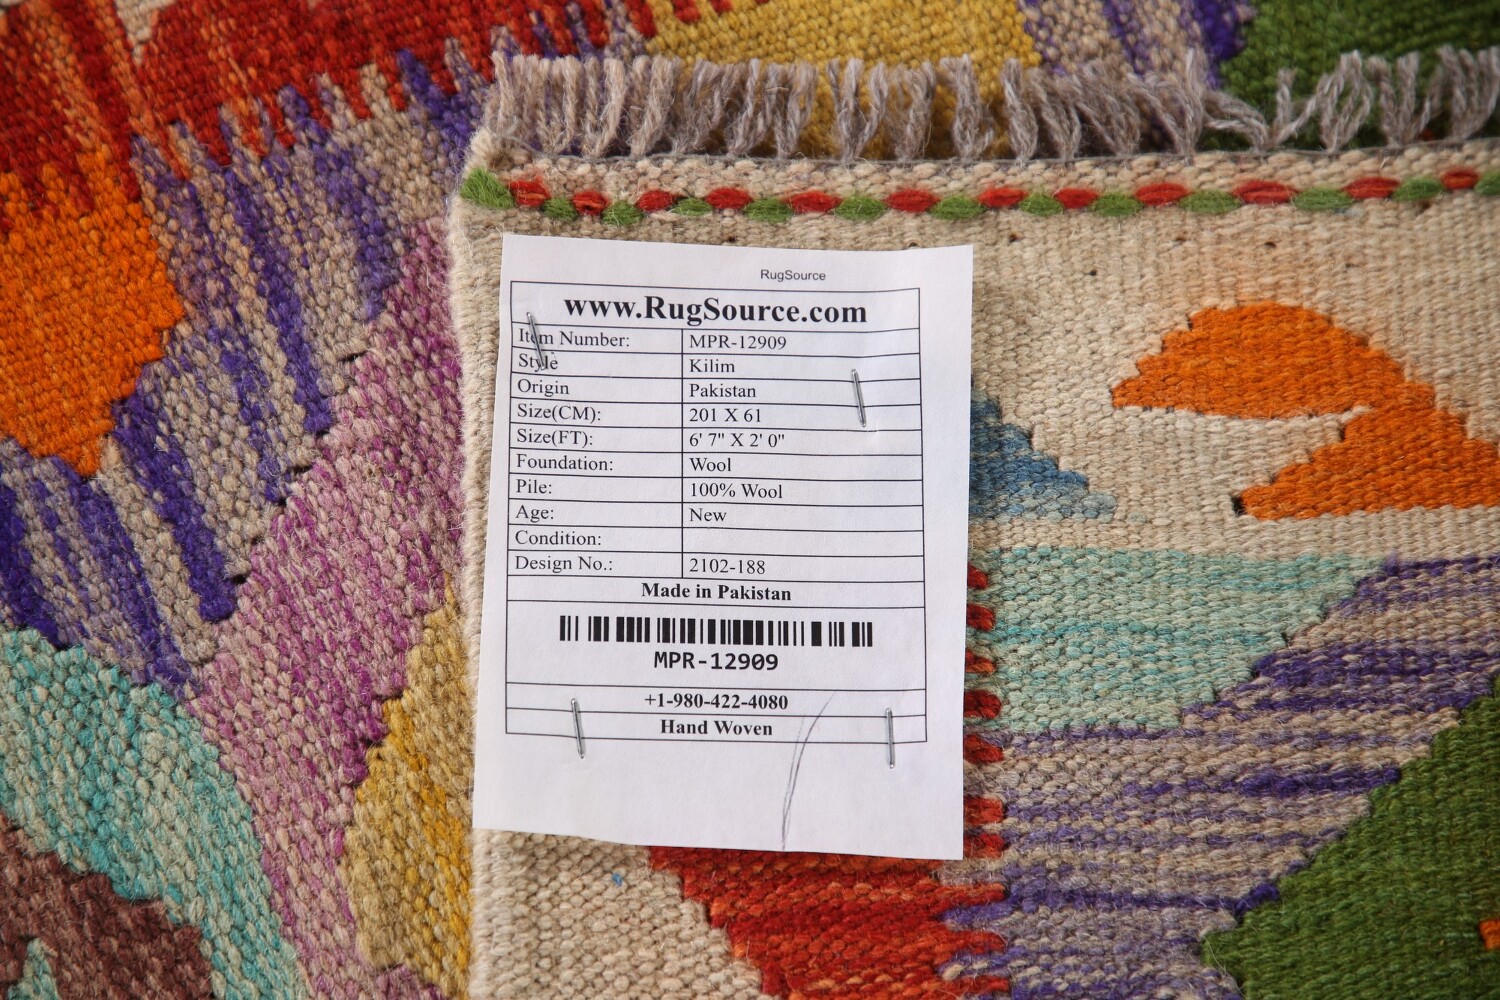 RugSource
www.RugSource.com
Item Number: MPR-12909
Style Kilim
Origin Pakistan
Size(CM): 201 X 61
Size(FT): 6' 7" X 2' 0"
Foundation: Wool
Pile: 100% Wool
Age: New
Condition:
Design No.: 2102-188
Made in Pakistan
MPR-12909
+1-980-422-4080
Hand Woven